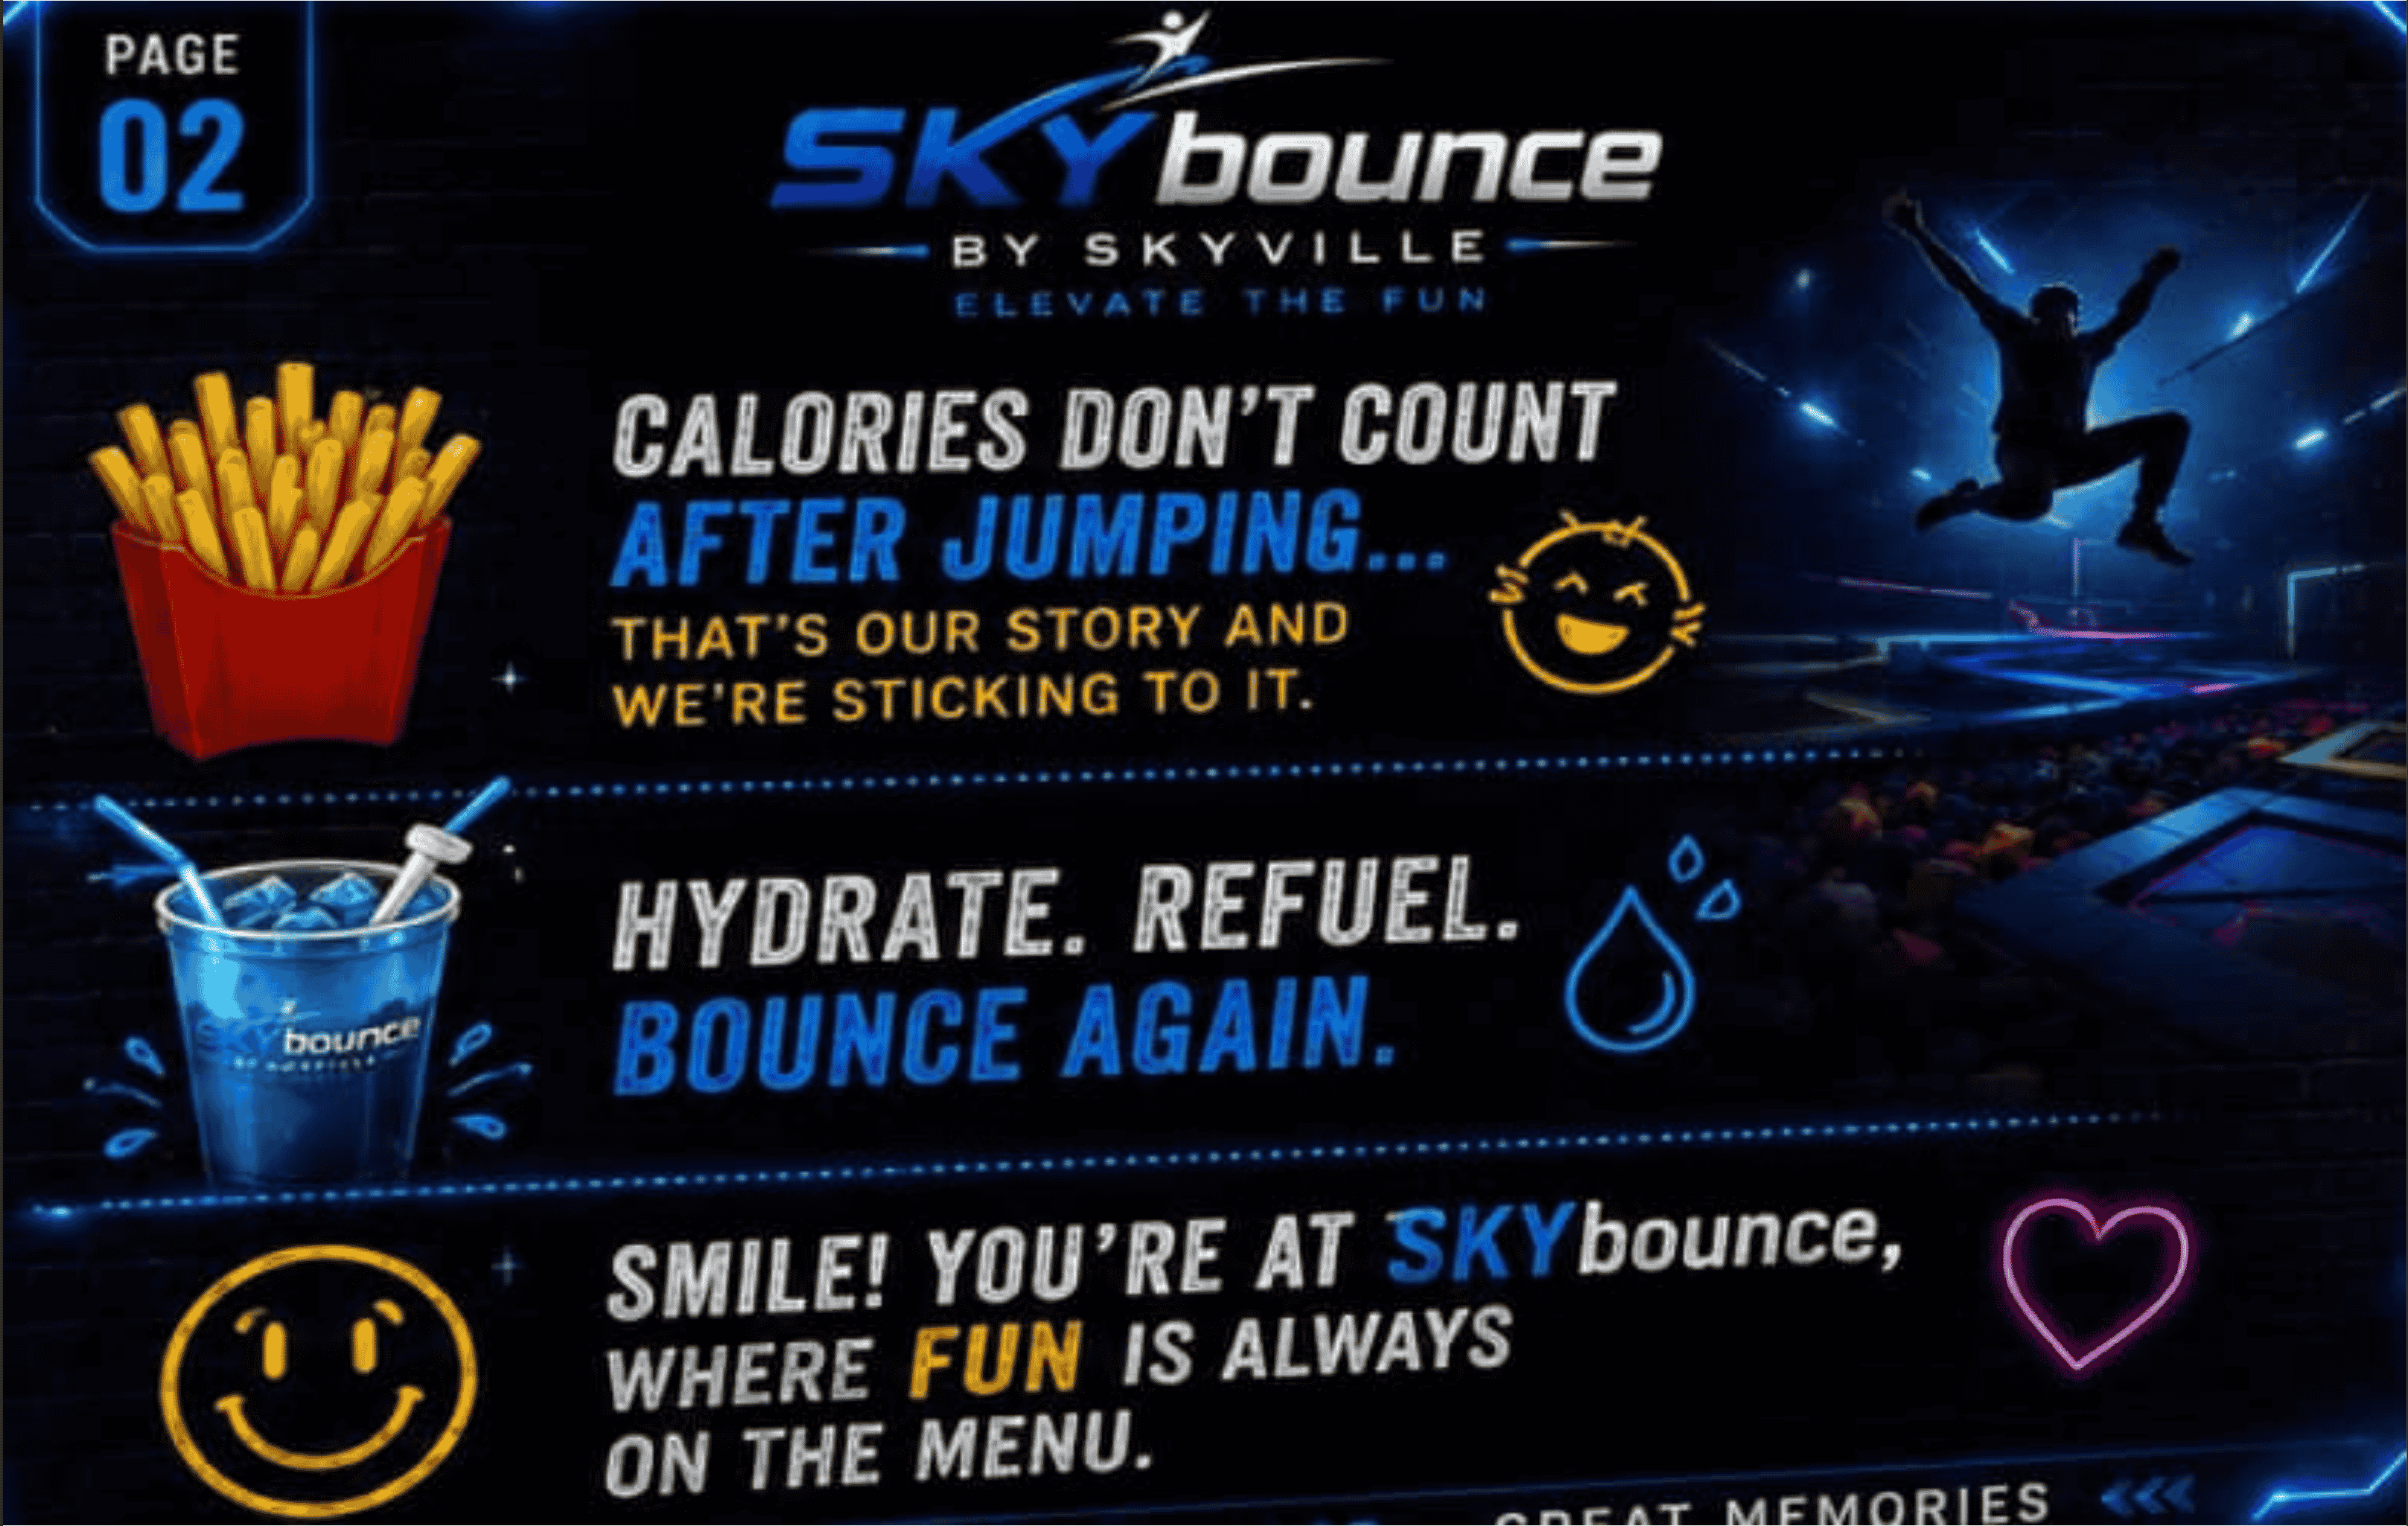 PAGE
02
SKYbounce
BY SKYVILLE
ELEVATE THE FUN
CALORIES DON'T COUNT
AFTER JUMPING...
THAT'S OUR STORY AND
WE'RE STICKING TO IT.
HYDRATE. REFUEL.
BOUNCE AGAIN.
SKYbounce
SMILE! YOU'RE AT SKYbounce,
WHERE FUN IS ALWAYS
ON THE MENU.
GREAT MEMORIES